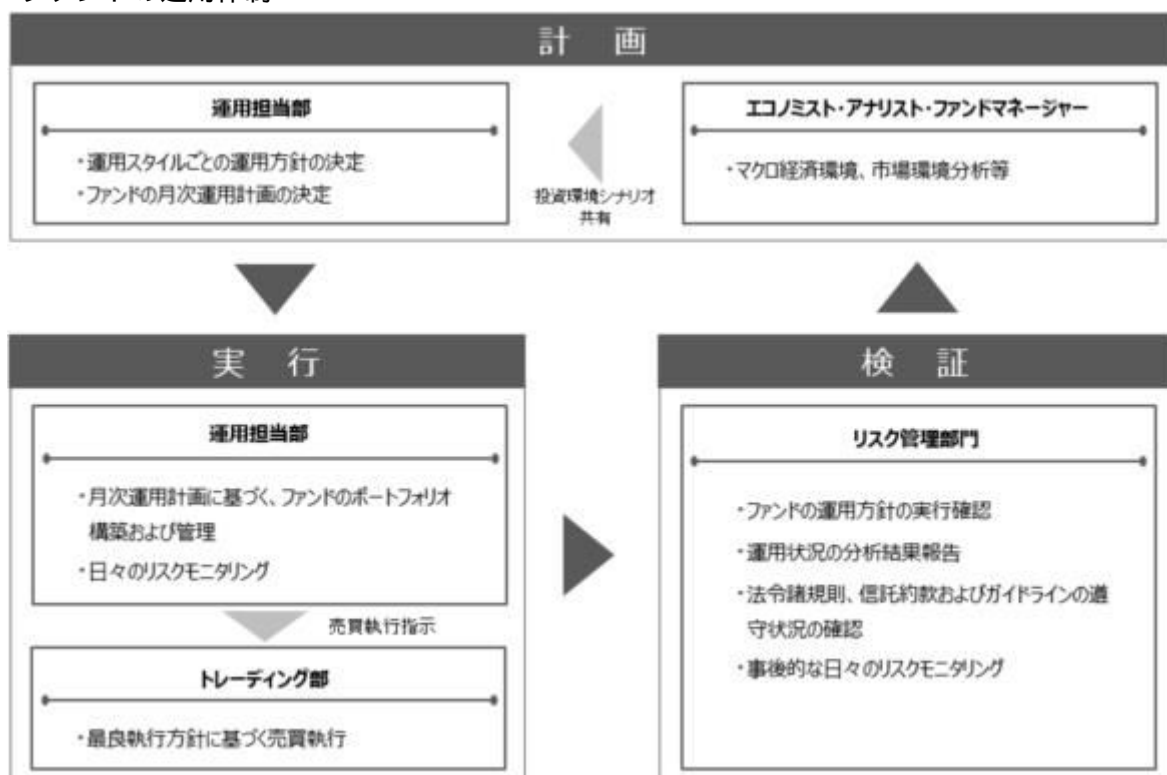 計 画
運用担当部
・運用スタイルごとの運用方針の決定
・ファンドの月次運用計画の決定
投資環境シナリオ
共有
エコノミスト・アナリスト・ファンドマネージャー
・マクロ経済環境、市場環境分析等
実 行
運用担当部
・月次運用計画に基づく、ファンドのポートフォリオ
構築および管理
・日々のリスクモニタリング
売買執行指示
トレーディング部
・最良執行方針に基づく売買執行
検 証
リスク管理部門
・ファンドの運用方針の実行確認
・運用状況の分析結果報告
・法令諸規則、信託約款およびガイドラインの遵
守状況の確認
・事後的な日々のリスクモニタリング